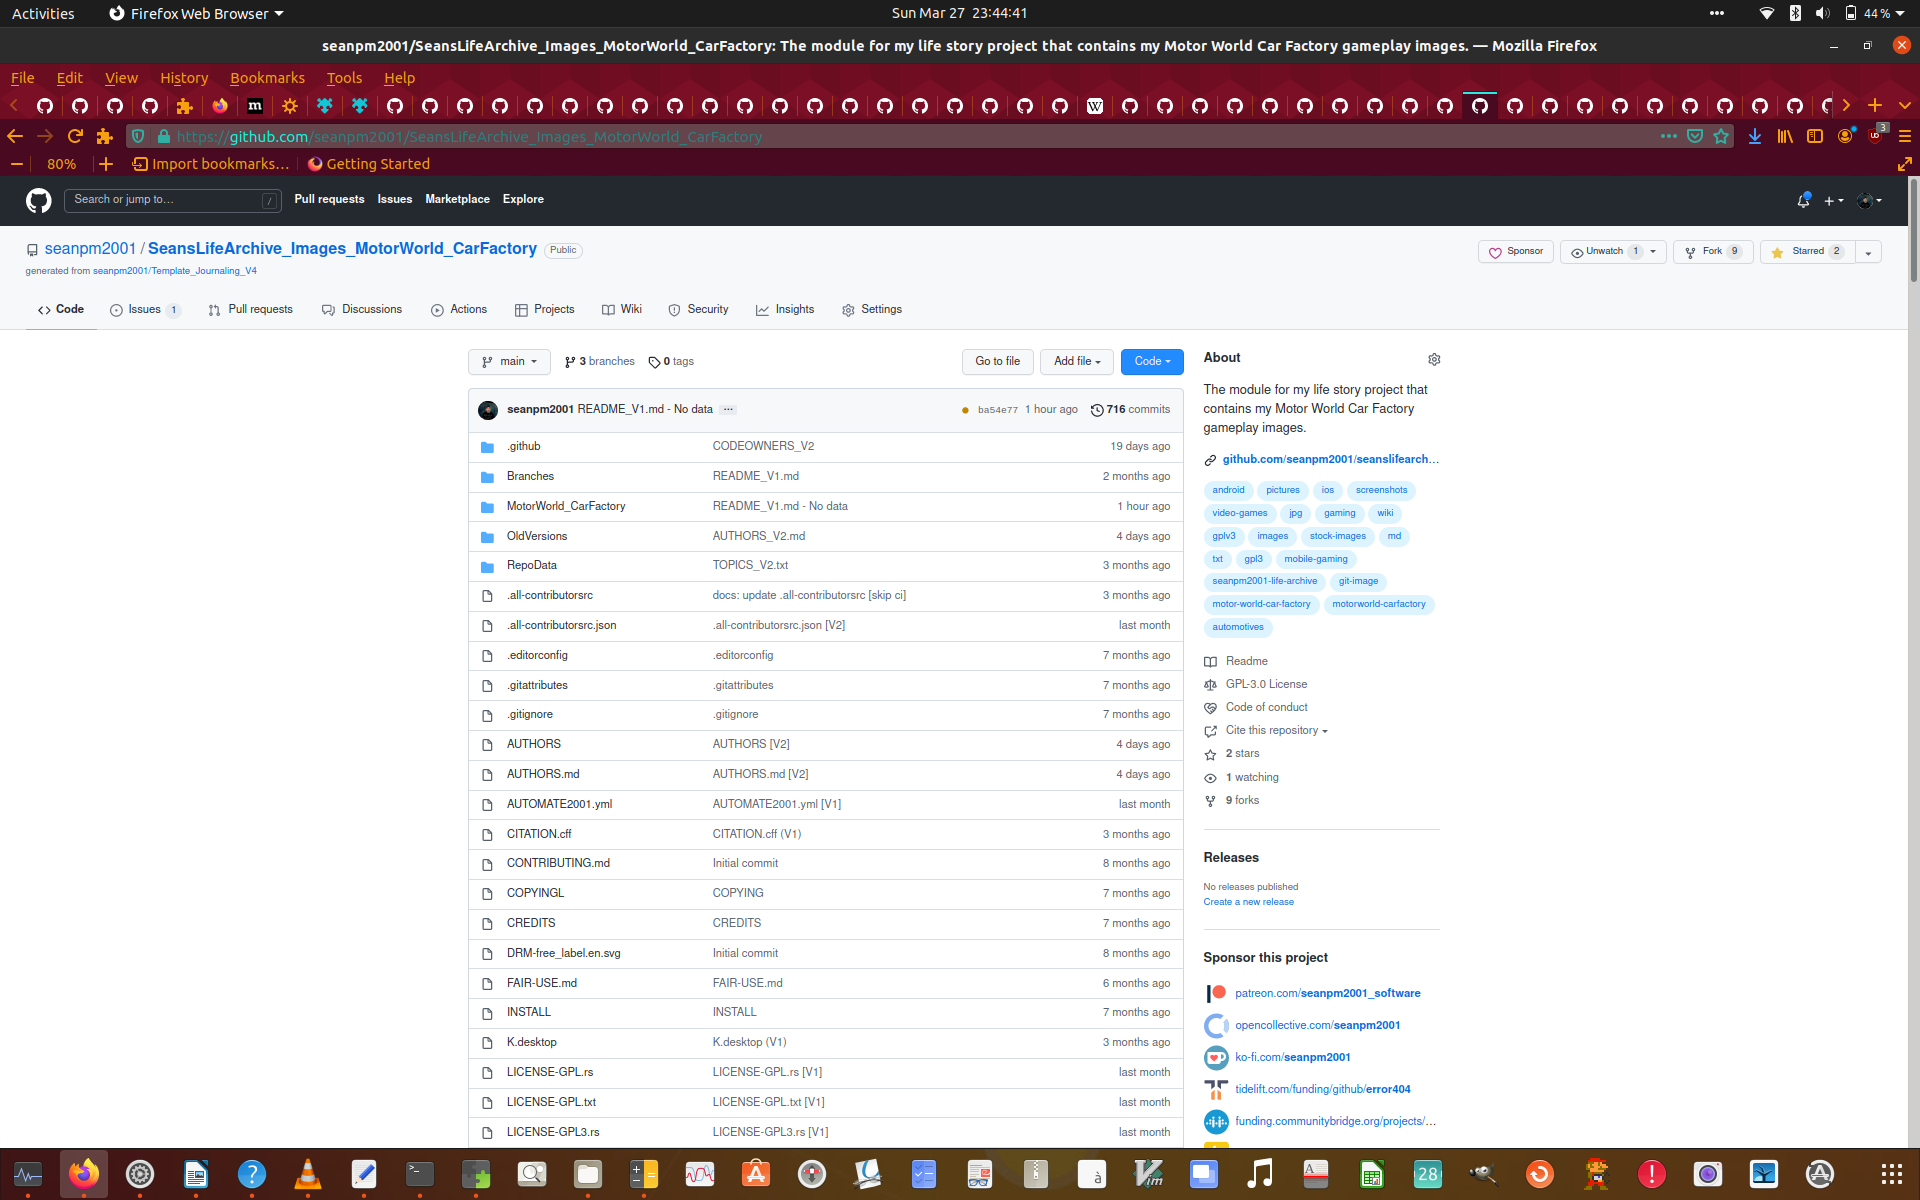 Activities Firefox Web Browser Sun Mar 27 23:44:41 44%
seanpm2001/SeansLifeArchive_Images_MotorWorld_CarFactory: The module for my life story project that contains my Motor World Car Factory gameplay images. — Mozilla Firefox
File Edit View History Bookmarks Tools Help
https://github.com/seanpm2001/SeansLifeArchive_Images_MotorWorld_CarFactory 3
80% Import bookmarks... Getting Started
Search or jump to... / Pull requests Issues Marketplace Explore
seanpm2001 / SeansLifeArchive_Images_MotorWorld_CarFactory Public Sponsor Unwatch 1 Fork 9 Starred 2
generated from seanpm2001/Template_Journaling_V4
Code Issues 1 Pull requests Discussions Actions Projects Wiki Security Insights Settings
main 3 branches 0 tags Go to file Add file Code
seanpm2001 README_V1.md - No data ... ba54e77 1 hour ago 716 commits
.github CODEOWNERS_V2 19 days ago
Branches README_V1.md 2 months ago
MotorWorld_CarFactory README_V1.md - No data 1 hour ago
OldVersions AUTHORS_V2.md 4 days ago
RepoData TOPICS_V2.txt 3 months ago
.all-contributorsrc docs: update .all-contributorsrc [skip ci] 3 months ago
.all-contributorsrc.json .all-contributorsrc.json [V2] last month
.editorconfig .editorconfig 7 months ago
.gitattributes .gitattributes 7 months ago
.gitignore .gitignore 7 months ago
AUTHORS AUTHORS [V2] 4 days ago
AUTHORS.md AUTHORS.md [V2] 4 days ago
AUTOMATE2001.yml AUTOMATE2001.yml [V1] last month
CITATION.cff CITATION.cff (V1) 3 months ago
CONTRIBUTING.md Initial commit 8 months ago
COPYINGL COPYING 7 months ago
CREDITS CREDITS 7 months ago
DRM-free_label.en.svg Initial commit 8 months ago
FAIR-USE.md FAIR-USE.md 6 months ago
INSTALL INSTALL 7 months ago
K.desktop K.desktop (V1) 3 months ago
LICENSE-GPL.rs LICENSE-GPL.rs [V1] last month
LICENSE-GPL.txt LICENSE-GPL.txt [V1] last month
LICENSE-GPL3.rs LICENSE-GPL3.rs [V1] last month
About
The module for my life story project that
contains my Motor World Car Factory
gameplay images.
github.com/seanpm2001/seanslifearch...
android pictures ios screenshots
video-games jpg gaming wiki
gplv3 images stock-images md
txt gpl3 mobile-gaming
seanpm2001-life-archive git-image
motor-world-car-factory motorworld-carfactory
automotives
Readme
GPL-3.0 License
Code of conduct
Cite this repository
2 stars
1 watching
9 forks
Releases
No releases published
Create a new release
Sponsor this project
patreon.com/seanpm2001_software
opencollective.com/seanpm2001
ko-fi.com/seanpm2001
tidelift.com/funding/github/error404
funding.communitybridge.org/projects/...
28